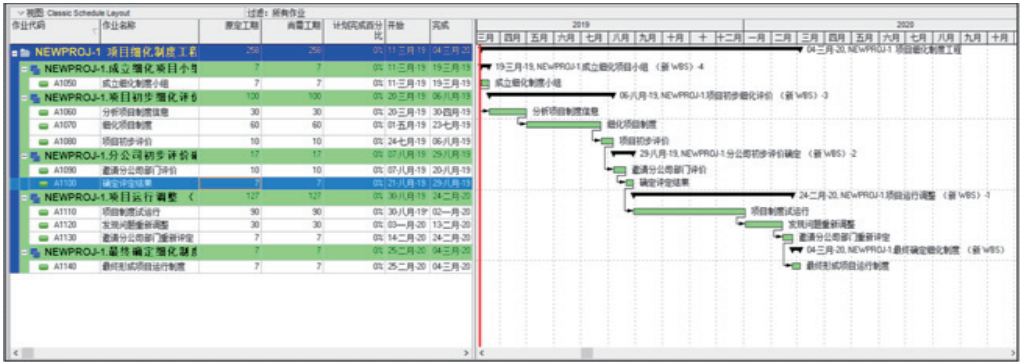 视图: Classic Schedule Layout 过滤: 所有作业
作业代码 作业名称 原定工期 尚需工期 计划完成百分比 开始 完成
2019 2020
三月 四月 五月 六月 七月 八月 九月 十月 十 十二月 一月 二月 三月 四月 五月 六月 七月 八月 九月 十月
NEWPROJ-1 项目细化制度工程 258 258 0% 11-三月-19 04-三月-20 04-三月-20, NEWPROJ-1 项目细化制度工程
NEWPROJ-1.成立细化项目小组 7 7 0% 11-三月-19 19-三月-19 19-三月-19, NEWPROJ-1.成立细化项目小组 (新 WBS) -4
A1050 成立细化制度小组 7 7 0% 11-三月-19 19-三月-19 成立细化制度小组
NEWPROJ-1.项目初步细化评价 100 100 0% 20-三月-19 06-八月-19 06-八月-19, NEWPROJ-1.项目初步细化评价 (新 WBS) -3
A1060 分析项目制度信息 30 30 0% 20-三月-19 30-四月-19 分析项目制度信息
A1070 细化项目制度 60 60 0% 01-五月-19 23-七月-19 细化项目制度
A1080 项目初步评价 10 10 0% 24-七月-19 06-八月-19 项目初步评价
NEWPROJ-1.分公司初步评价确 17 17 0% 07-八月-19 29-八月-19 29-八月-19, NEWPROJ-1.分公司初步评价确定 (新 WBS) -2
A1090 邀请分公司部门评价 10 10 0% 07-八月-19 20-八月-19 邀请分公司部门评价
A1100 确定评定结果 7 7 0% 21-八月-19 29-八月-19 确定评定结果
NEWPROJ-1.项目运行调整 ( 127 127 0% 30-八月-19 24-二月-20 24-二月-20, NEWPROJ-1.项目运行调整 (新 WBS) -1
A1110 项目制度试运行 90 90 0% 30-八月-19* 02-一月-20 项目制度试运行
A1120 发现问题重新调整 30 30 0% 03-一月-20 13-二月-20 发现问题重新调整
A1130 邀请分公司部门重新评定 7 7 0% 14-二月-20 24-二月-20 邀请分公司部门重新评定
NEWPROJ-1.最终确定细化制度 7 7 0% 25-二月-20 04-三月-20 04-三月-20, NEWPROJ-1.最终确定细化制度 (新 WBS)
A1140 最终形成项目运行制度 7 7 0% 25-二月-20 04-三月-20 最终形成项目运行制度